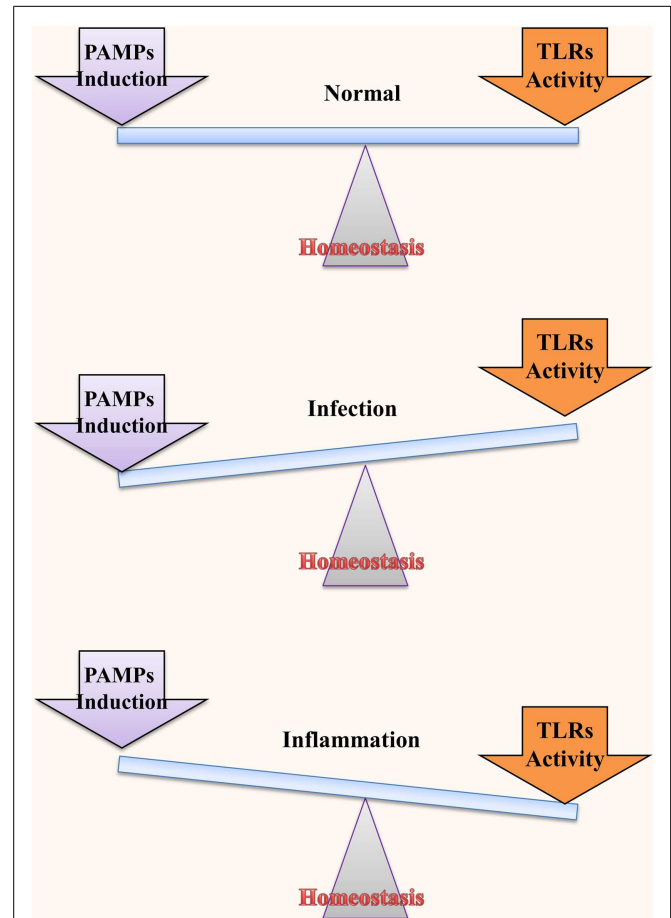 PAMPs
Induction
TLRs
Activity
Normal
Homeostasis
TLRs
Activity
PAMPs
Induction
Infection
Homeostasis
PAMPs
Induction
TLRs
Activity
Inflammation
Homeostasis